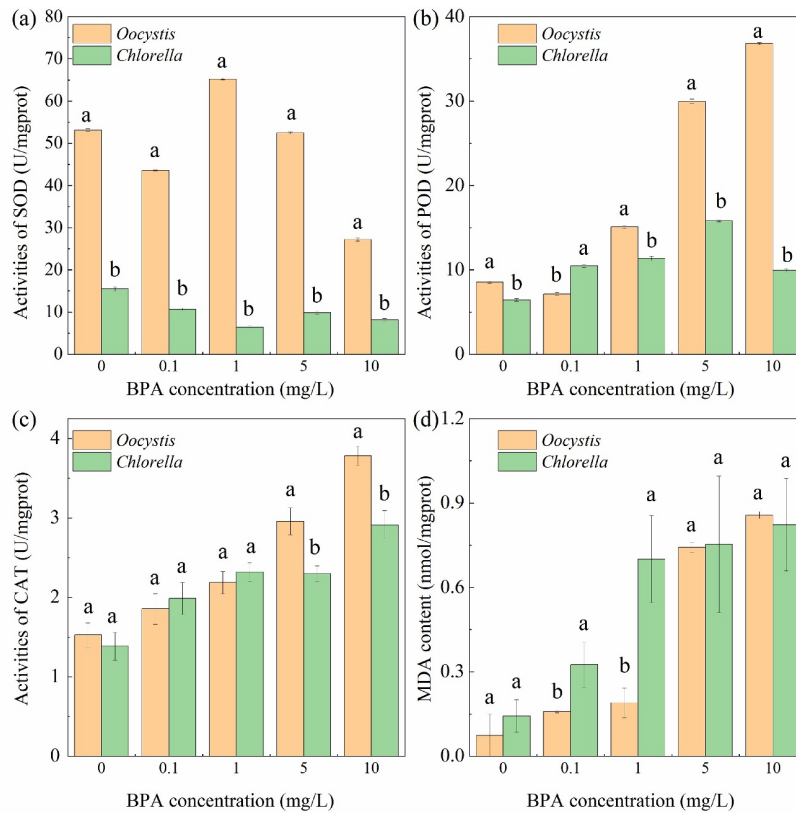 (a)
Oocystis
Chlorella
Activities of SOD (U/mgprot)
80
70
60
50
40
30
20
10
0
a b a b a b a b a b
0 0.1 1 5 10
BPA concentration (mg/L)
(b)
Oocystis
Chlorella
Activities of POD (U/mgprot)
40
30
20
10
0
a b b a a b a b a b
0 0.1 1 5 10
BPA concentration (mg/L)
(c)
Oocystis
Chlorella
Activities of CAT (U/mgprot)
4
3
2
1
0
a a a a a a a b a b
0 0.1 1 5 10
BPA concentration (mg/L)
(d)
Oocystis
Chlorella
MDA content (nmol/mgprot)
1.2
0.9
0.6
0.3
0.0
a a b a b a a a a a
0 0.1 1 5 10
BPA concentration (mg/L)